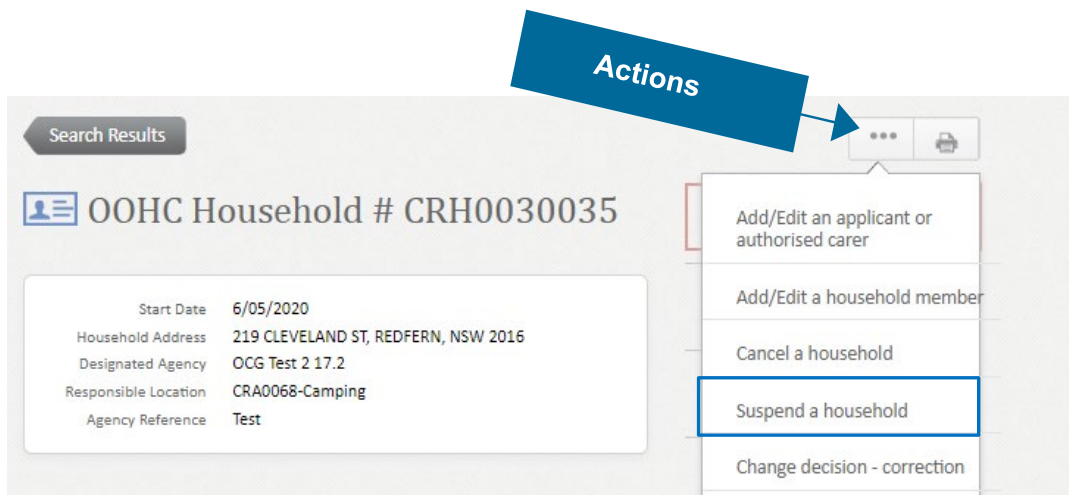 Actions
Search Results
OOHC Household # CRH0030035
Start Date 6/05/2020
Household Address 219 CLEVELAND ST, REDFERN, NSW 2016
Designated Agency OCG Test 2 17.2
Responsible Location CRA0068-Camping
Agency Reference Test
Add/Edit an applicant or
authorised carer
Add/Edit a household member
Cancel a household
Suspend a household
Change decision - correction